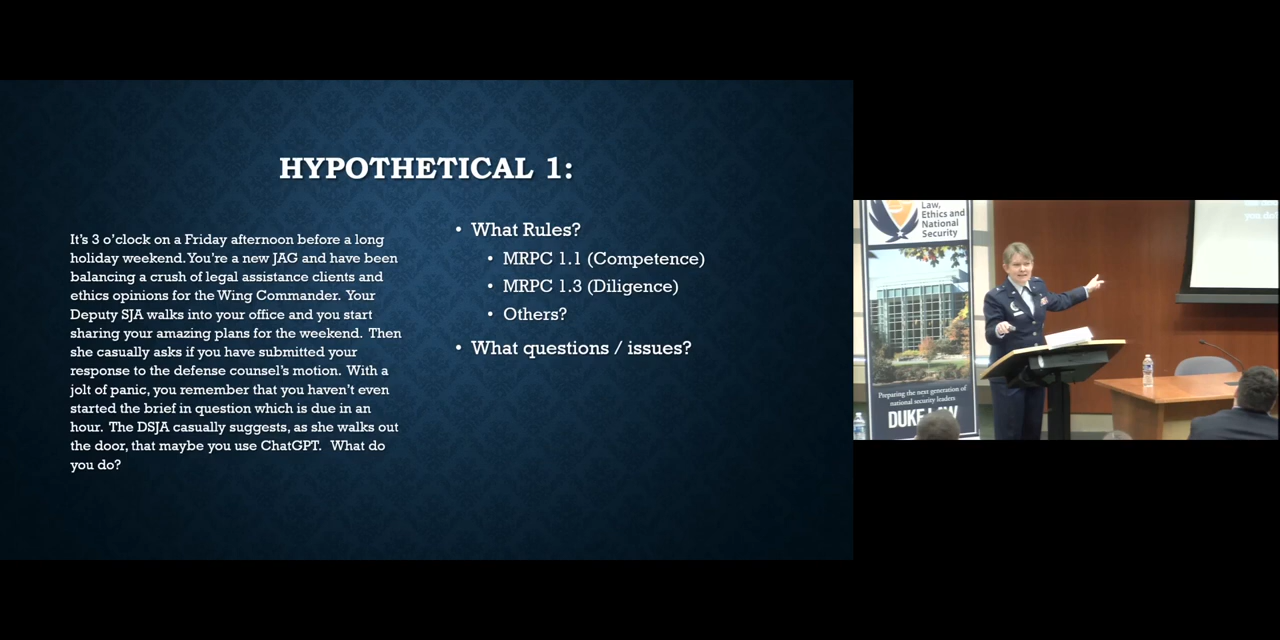 HYPOTHETICAL 1:
It's 3 o'clock on a Friday afternoon before a long
holiday weekend. You're a new JAG and have been
balancing a crush of legal assistance clients and
ethics opinions for the Wing Commander.  Your
Deputy SJA walks into your office and you start
sharing your amazing plans for the weekend.  Then
she casually asks if you have submitted your
response to the defense counsel's motion.  With a
jolt of panic, you remember that you haven't even
started the brief in question which is due in an
hour.  The DSJA casually suggests, as she walks out
the door, that maybe you use ChatGPT.   What do
you do?
• What Rules?
• MRPC 1.1 (Competence)
• MRPC 1.3 (Diligence)
• Others?
• What questions / issues?
Law,
Ethics and
National
Security
Preparing the next generation of
national security leaders
DUKE LAW
you do?